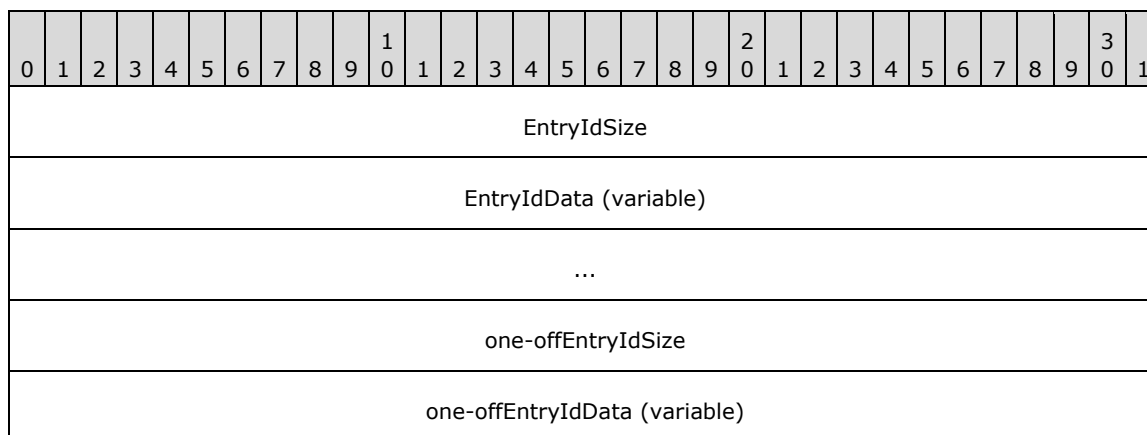 1 2 3
0 1 2 3 4 5 6 7 8 9 0 1 2 3 4 5 6 7 8 9 0 1 2 3 4 5 6 7 8 9 0 1
EntryIdSize
EntryIdData (variable)
...
one-offEntryIdSize
one-offEntryIdData (variable)